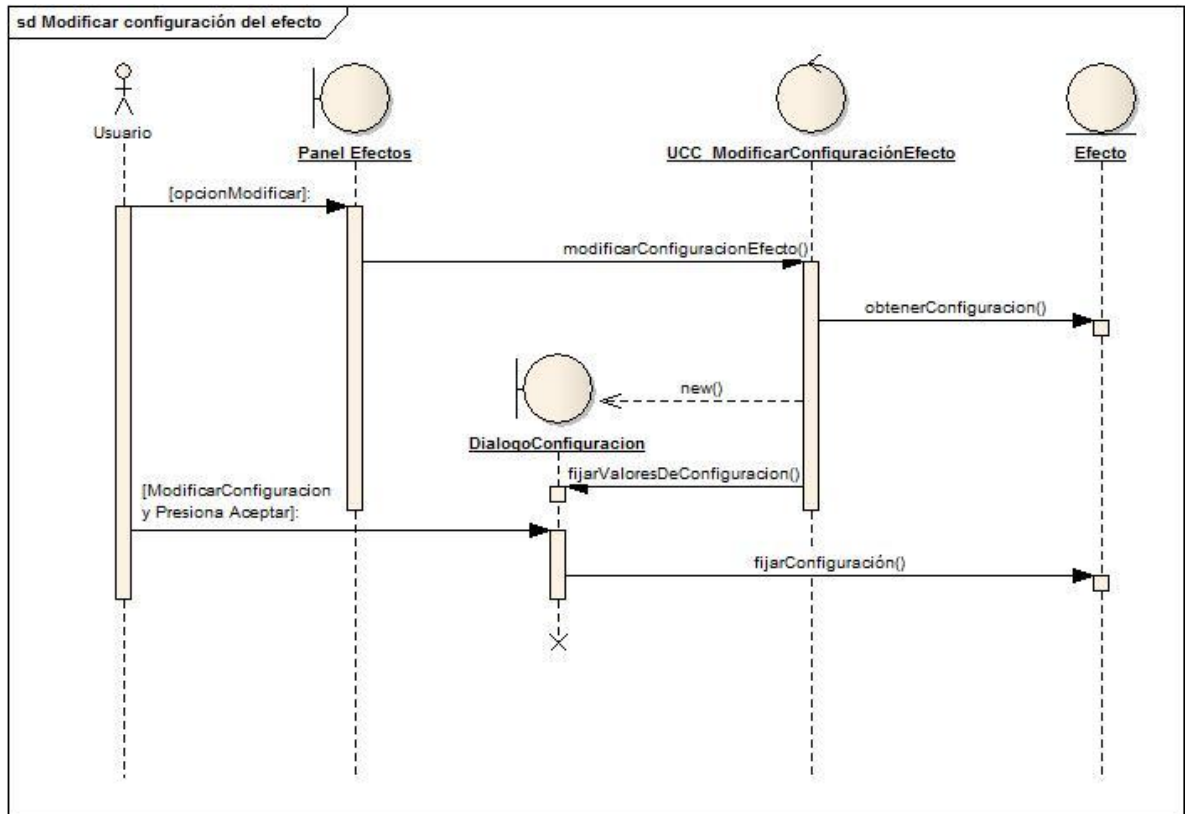 sd Modificar configuración del efecto
Usuario
Panel Efectos
UCC_ModificarConfiguraciónEfecto
Efecto
[opcionModificar]:
modificarConfiguracionEfecto()
obtenerConfiguracion()
new()
DialogoConfiguracion
fijarValoresDeConfiguracion()
[ModificarConfiguracion
y Presiona Aceptar]:
fijarConfiguración()